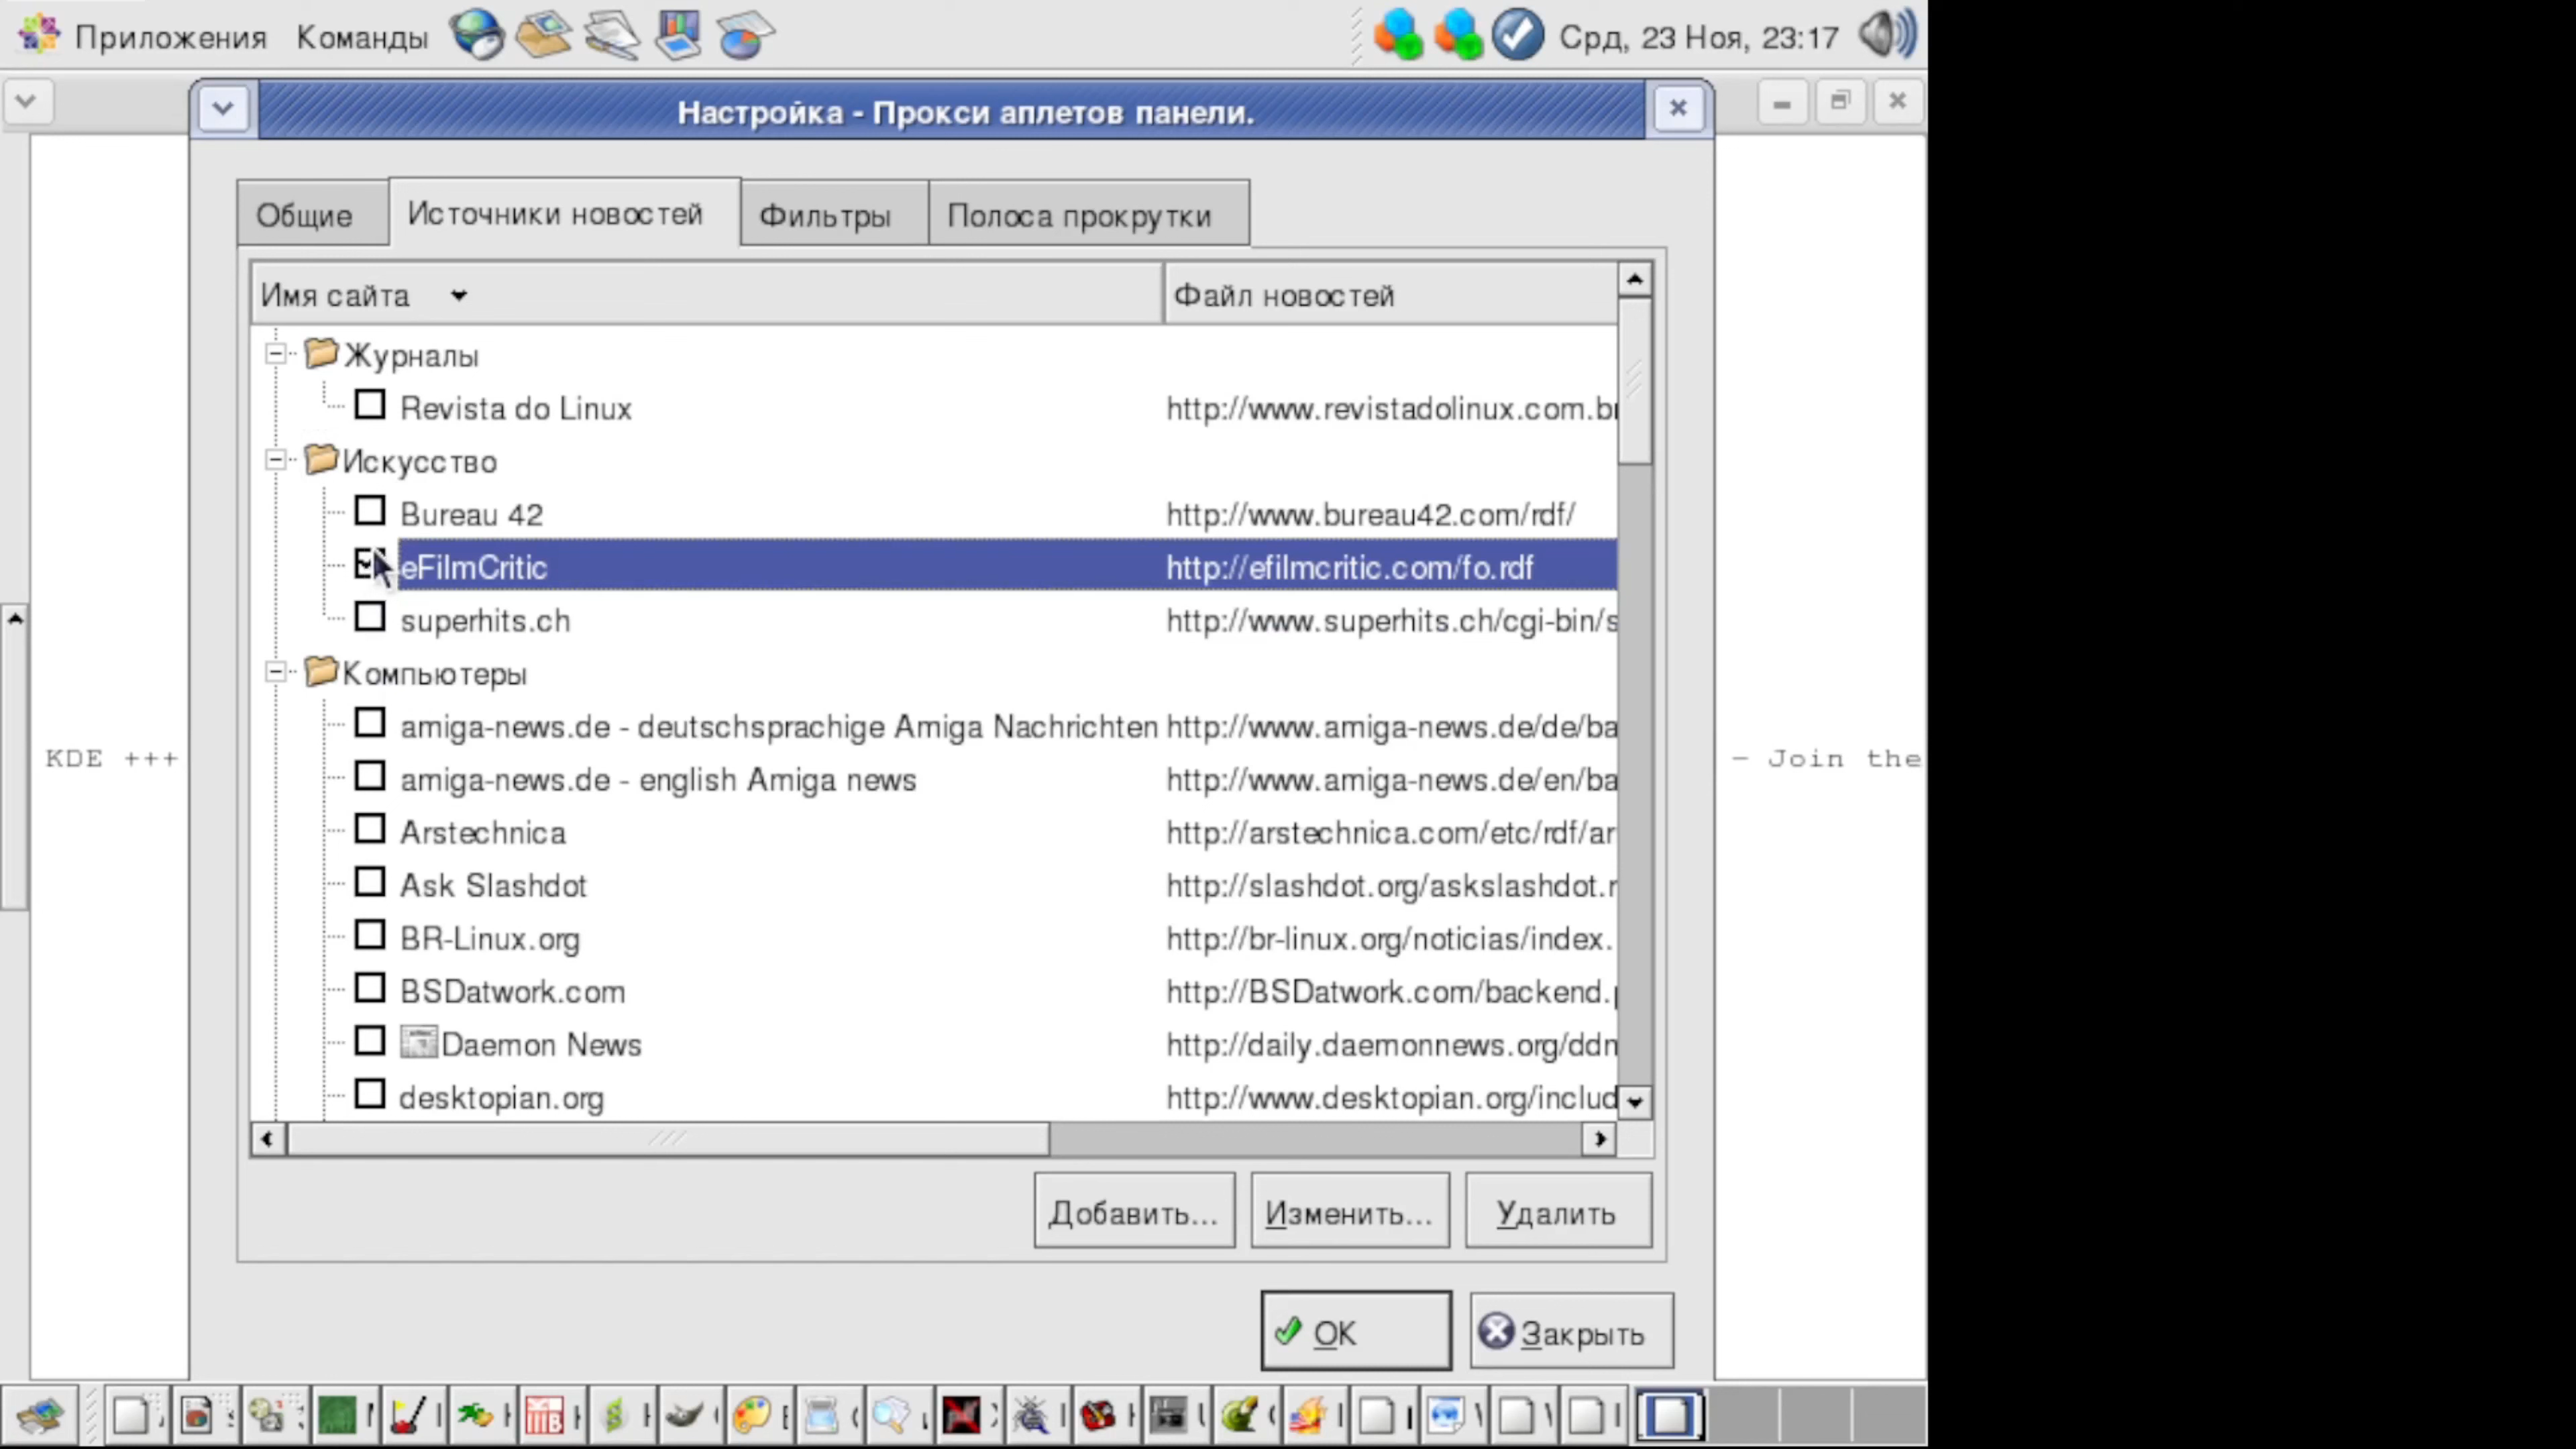 Приложения Команды Срд, 23 Ноя, 23:17
Настройка - Прокси аплетов панели.
Общие Источники новостей Фильтры Полоса прокрутки
Имя сайта Файл новостей
Журналы
Revista do Linux http://www.revistadolinux.com.br
Искусство
Bureau 42 http://www.bureau42.com/rdf/
eFilmCritic http://efilmcritic.com/fo.rdf
superhits.ch http://www.superhits.ch/cgi-bin/s
Компьютеры
amiga-news.de - deutschsprachige Amiga Nachrichten http://www.amiga-news.de/de/ba
KDE +++ - Join the
amiga-news.de - english Amiga news http://www.amiga-news.de/en/ba
Arstechnica http://arstechnica.com/etc/rdf/ar
Ask Slashdot http://slashdot.org/askslashdot.r
BR-Linux.org http://br-linux.org/noticias/index.
BSDatwork.com http://BSDatwork.com/backend.p
Daemon News http://daily.daemonnews.org/ddn
desktopian.org http://www.desktopian.org/includ
Добавить... Изменить... Удалить
OK Закрыть